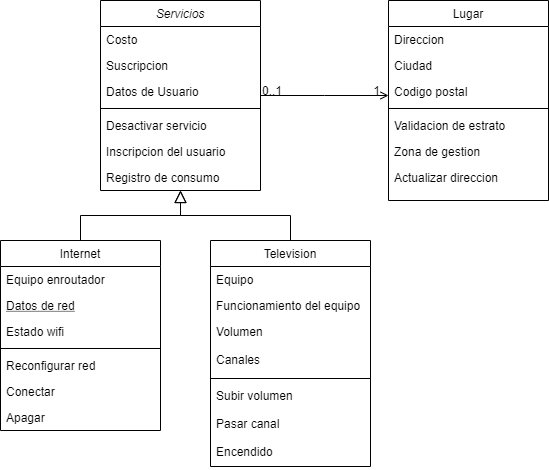 Servicios
Costo
Suscripcion
Datos de Usuario
Desactivar servicio
Inscripcion del usuario
Registro de consumo
0..1
1
Lugar
Direccion
Ciudad
Codigo postal
Validacion de estrato
Zona de gestion
Actualizar direccion
Internet
Equipo enroutador
Datos de red
Estado wifi
Reconfigurar red
Conectar
Apagar
Television
Equipo
Funcionamiento del equipo
Volumen
Canales
Subir volumen
Pasar canal
Encendido